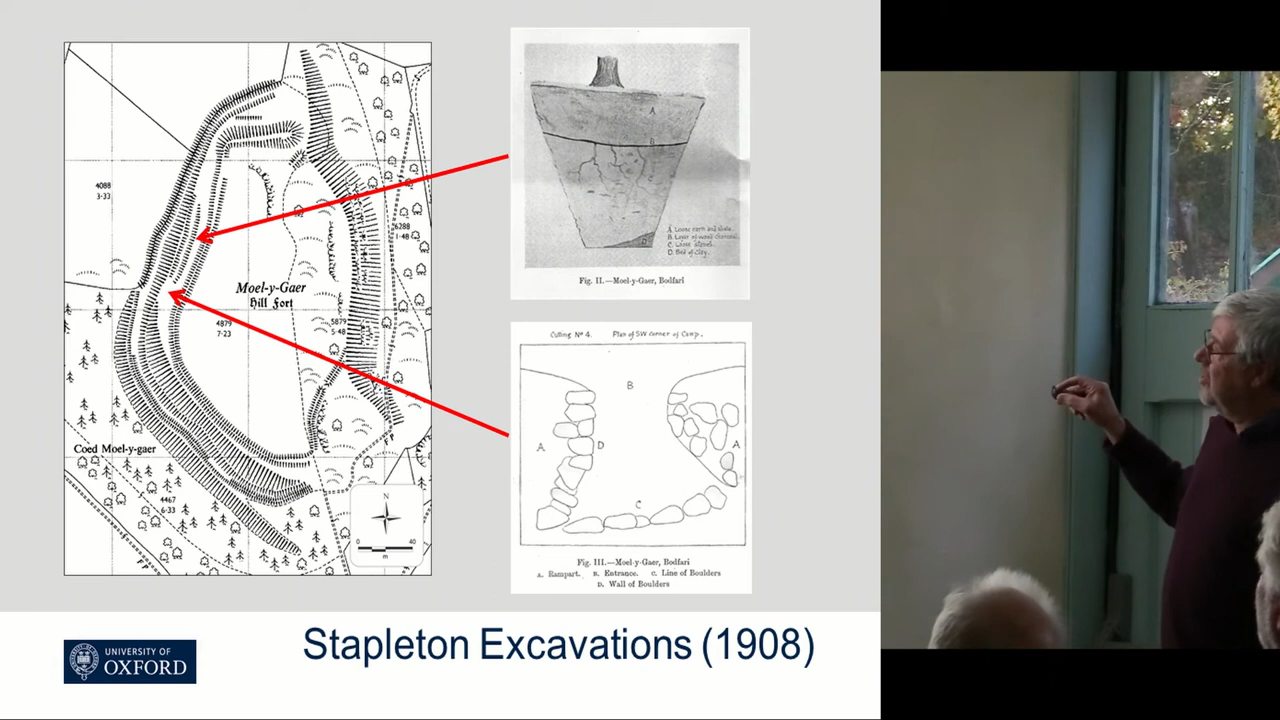 4088
3·33
6288
1·48
Moel-y-Gaer
Hill Fort
4879
7·23
5879
5·48
Coed Moel-y-gaer
4467
6·33
N
0
40
m
A
B
A. Loose earth and shale.
B. Layer of wood charcoal.
C. Loose stones.
D. Bed of clay.
Fig. II.—Moel-y-Gaer, Bodfari
Cutting No 4. Plan of SW corner of Camp.
B
A
D
A
C
Fig. III.—Moel-y-Gaer, Bodfari
A. Rampart. B. Entrance. C. Line of Boulders
D. Wall of Boulders
UNIVERSITY OF
OXFORD
Stapleton Excavations (1908)